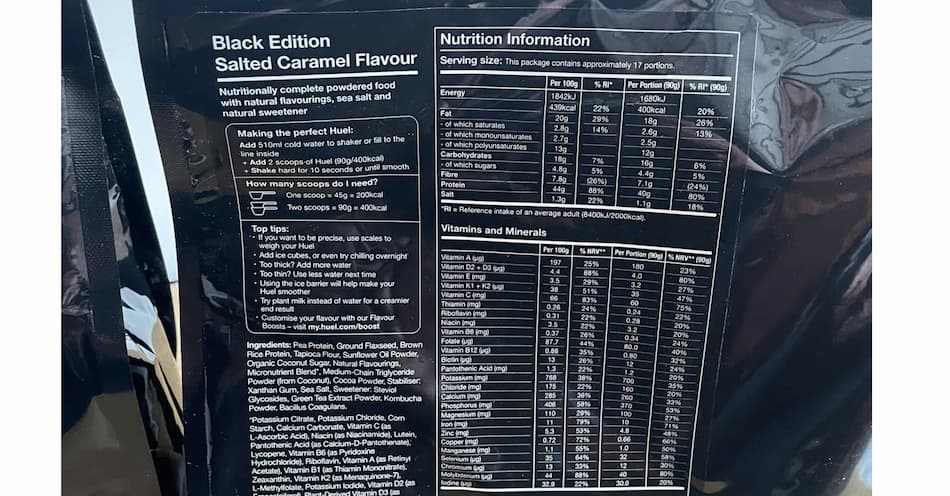 Black Edition
Salted Caramel Flavour
Nutritionally complete powdered food
with natural flavourings, sea salt and
natural sweetener
Making the perfect Huel:
Add 510ml cold water to shaker or fill to the
line inside
+ Add 2 scoops of Huel (90g/400kcal)
+ Shake hard for 10 seconds or until smooth
How many scoops do I need?
One scoop = 45g = 200kcal
Two scoops = 90g = 400kcal
Top tips:
• If you want to be precise, use scales to
weigh your Huel
• Add ice cubes, or even try chilling overnight
• Too thick? Add more water
• Too thin? Use less water next time
• Using the ice barrier will help make your
Huel smoother
• Try plant milk instead of water for a creamier
end result
• Customise your flavour with our Flavour
Boosts – visit my.huel.com/boost
Ingredients: Pea Protein, Ground Flaxseed, Brown
Rice Protein, Tapioca Flour, Sunflower Oil Powder,
Organic Coconut Sugar, Natural Flavourings,
Micronutrient Blend*, Medium-Chain Triglyceride
Powder (from Coconut), Cocoa Powder, Stabiliser:
Xanthan Gum, Sea Salt, Sweetener: Steviol
Glycosides, Green Tea Extract Powder, Kombucha
Powder, Bacillus Coagulans.
*Potassium Citrate, Potassium Chloride, Corn
Starch, Calcium Carbonate, Vitamin C (as
L-Ascorbic Acid), Niacin (as Niacinamide), Lutein,
Pantothenic Acid (as Calcium-D-Pantothenate),
Lycopene, Vitamin B6 (as Pyridoxine
Hydrochloride), Riboflavin, Vitamin A (as Retinyl
Acetate), Vitamin B1 (as Thiamin Mononitrate),
Zeaxanthin, Vitamin K2 (as Menaquinone-7),
L-Methylfolate, Potassium Iodide, Vitamin D2 (as
Plant-Derived Vitamin D3 (as
Nutrition Information
Serving size: This package contains approximately 17 portions.
Per 100g % RI* Per Portion (90g) % RI* (90g)
Energy 1842kJ 1680kJ
439kcal 22% 400kcal 20%
Fat 20g 29% 18g 26%
- of which saturates 2.8g 14% 2.6g 13%
- of which monounsaturates 2.7g 2.5g
- of which polyunsaturates 13g 12g
Carbohydrates 18g 7% 16g 6%
- of which sugars 4.8g 5% 4.4g 5%
Fibre 7.8g (26%) 7.1g (24%)
Protein 44g 88% 40g 80%
Salt 1.3g 22% 1.1g 18%
*RI = Reference intake of an average adult (8400kJ/2000kcal).
Vitamins and Minerals
Per 100g % NRV** Per Portion (90g) % NRV** (90g)
Vitamin A (µg) 197 25% 180 23%
Vitamin D2 + D3 (µg) 4.4 88% 4.0 80%
Vitamin E (mg) 3.5 29% 3.2 27%
Vitamin K1 + K2 (µg) 38 51% 35 47%
Vitamin C (mg) 66 83% 60 75%
Thiamin (mg) 0.26 24% 0.24 22%
Riboflavin (mg) 0.31 22% 0.28 20%
Niacin (mg) 3.5 22% 3.2 20%
Vitamin B6 (mg) 0.37 26% 0.34 24%
Folate (µg) 87.7 44% 80.0 40%
Vitamin B12 (µg) 0.88 35% 0.80 32%
Biotin (µg) 13 26% 12 24%
Pantothenic Acid (mg) 1.3 22% 1.2 20%
Potassium (mg) 768 38% 700 35%
Chloride (mg) 175 22% 160 20%
Calcium (mg) 285 36% 260 33%
Phosphorus (mg) 406 58% 370 53%
Magnesium (mg) 110 29% 100 27%
Iron (mg) 11 79% 10 71%
Zinc (mg) 5.3 53% 4.8 48%
Copper (mg) 0.72 72% 0.66 66%
Manganese (mg) 1.1 55% 1.0 50%
Selenium (µg) 35 64% 32 58%
Chromium (µg) 13 33% 12 30%
Molybdenum (µg) 44 88% 40 80%
Iodine (µg) 32.9 22% 30.0 20%